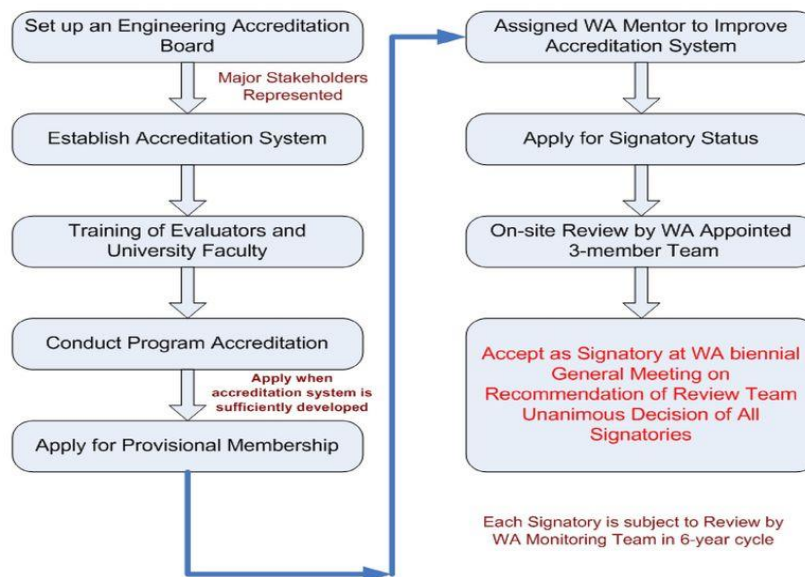 Set up an Engineering Accreditation
Board
Major Stakeholders
Represented
Establish Accreditation System
Training of Evaluators and
University Faculty
Conduct Program Accreditation
Apply when
accreditation system is
sufficiently developed
Apply for Provisional Membership
Assigned WA Mentor to Improve
Accreditation System
Apply for Signatory Status
On-site Review by WA Appointed
3-member Team
Accept as Signatory at WA biennial
General Meeting on
Recommendation of Review Team
Unanimous Decision of All
Signatories
Each Signatory is subject to Review by
WA Monitoring Team in 6-year cycle